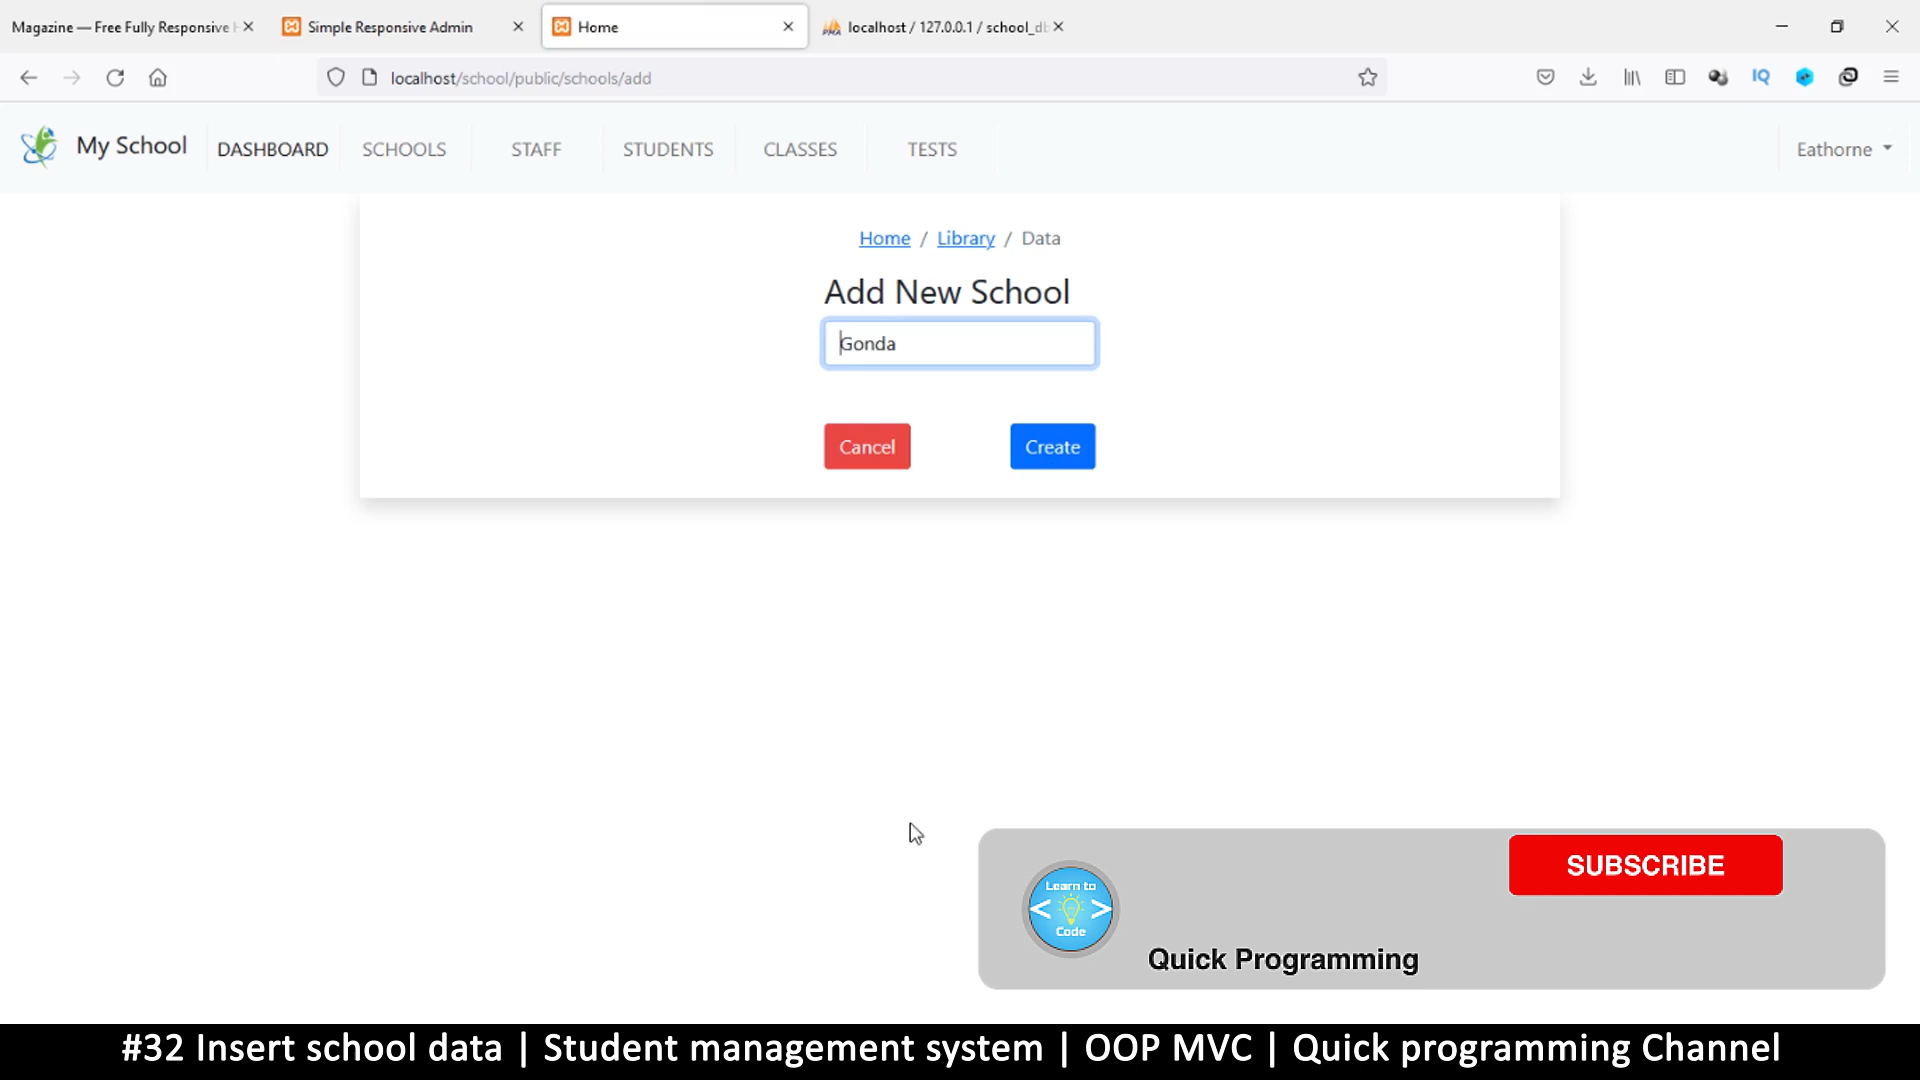 Magazine — Free Fully Responsive H
Simple Responsive Admin
Home
localhost / 127.0.0.1 / school_db
localhost/school/public/schools/add
IQ
My School
DASHBOARD
SCHOOLS
STAFF
STUDENTS
CLASSES
TESTS
Eathorne
Home / Library / Data
Add New School
Gonda
Cancel
Create
SUBSCRIBE
Learn to
< >
Code
Quick Programming
#32 Insert school data | Student management system | OOP MVC | Quick programming Channel